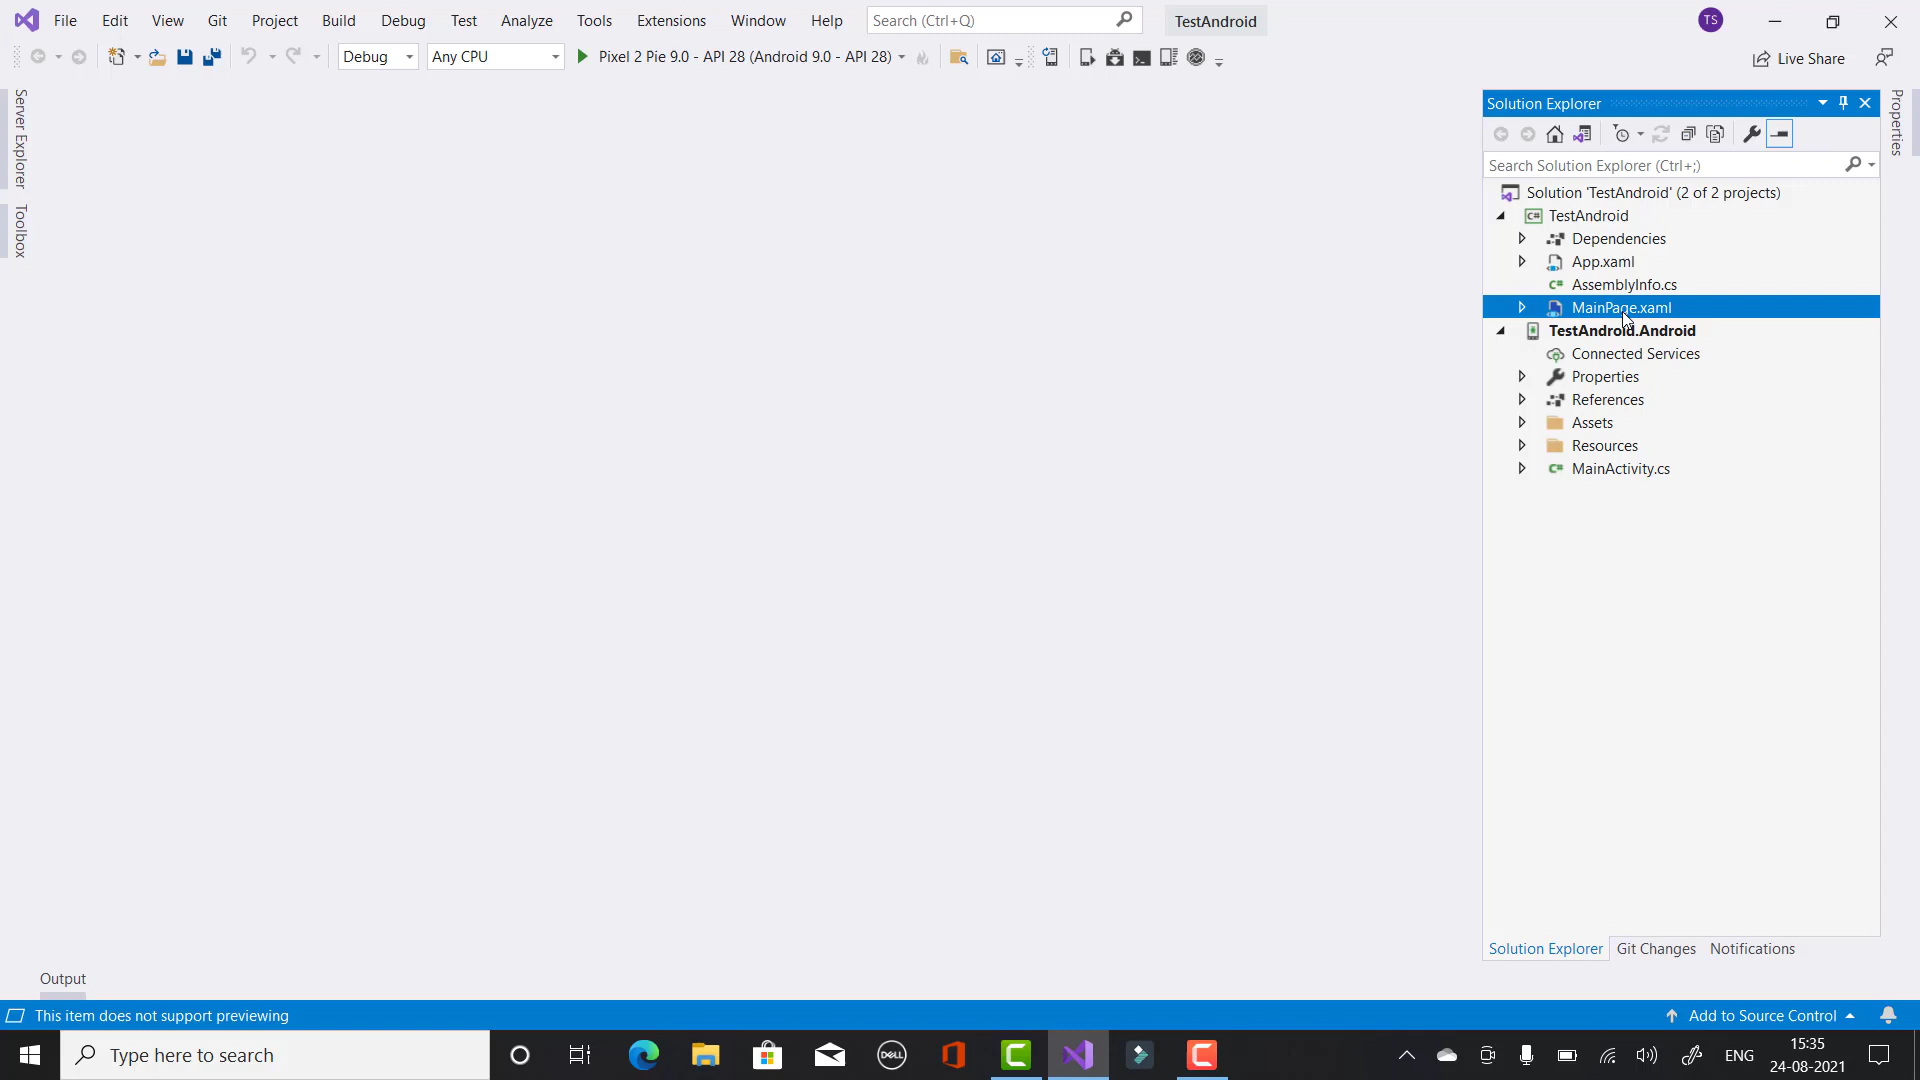 File Edit View Git Project Build Debug Test Analyze Tools Extensions Window Help Search (Ctrl+Q) TestAndroid TS
Debug Any CPU Pixel 2 Pie 9.0 - API 28 (Android 9.0 - API 28) Live Share
Server Explorer
Toolbox
Solution Explorer
Search Solution Explorer (Ctrl+;)
Solution 'TestAndroid' (2 of 2 projects)
C# TestAndroid
Dependencies
App.xaml
C# AssemblyInfo.cs
MainPage.xaml
TestAndroid.Android
Connected Services
Properties
References
Assets
Resources
C# MainActivity.cs
Properties
Solution Explorer Git Changes Notifications
Output
This item does not support previewing Add to Source Control
Type here to search DELL ENG 15:35
24-08-2021